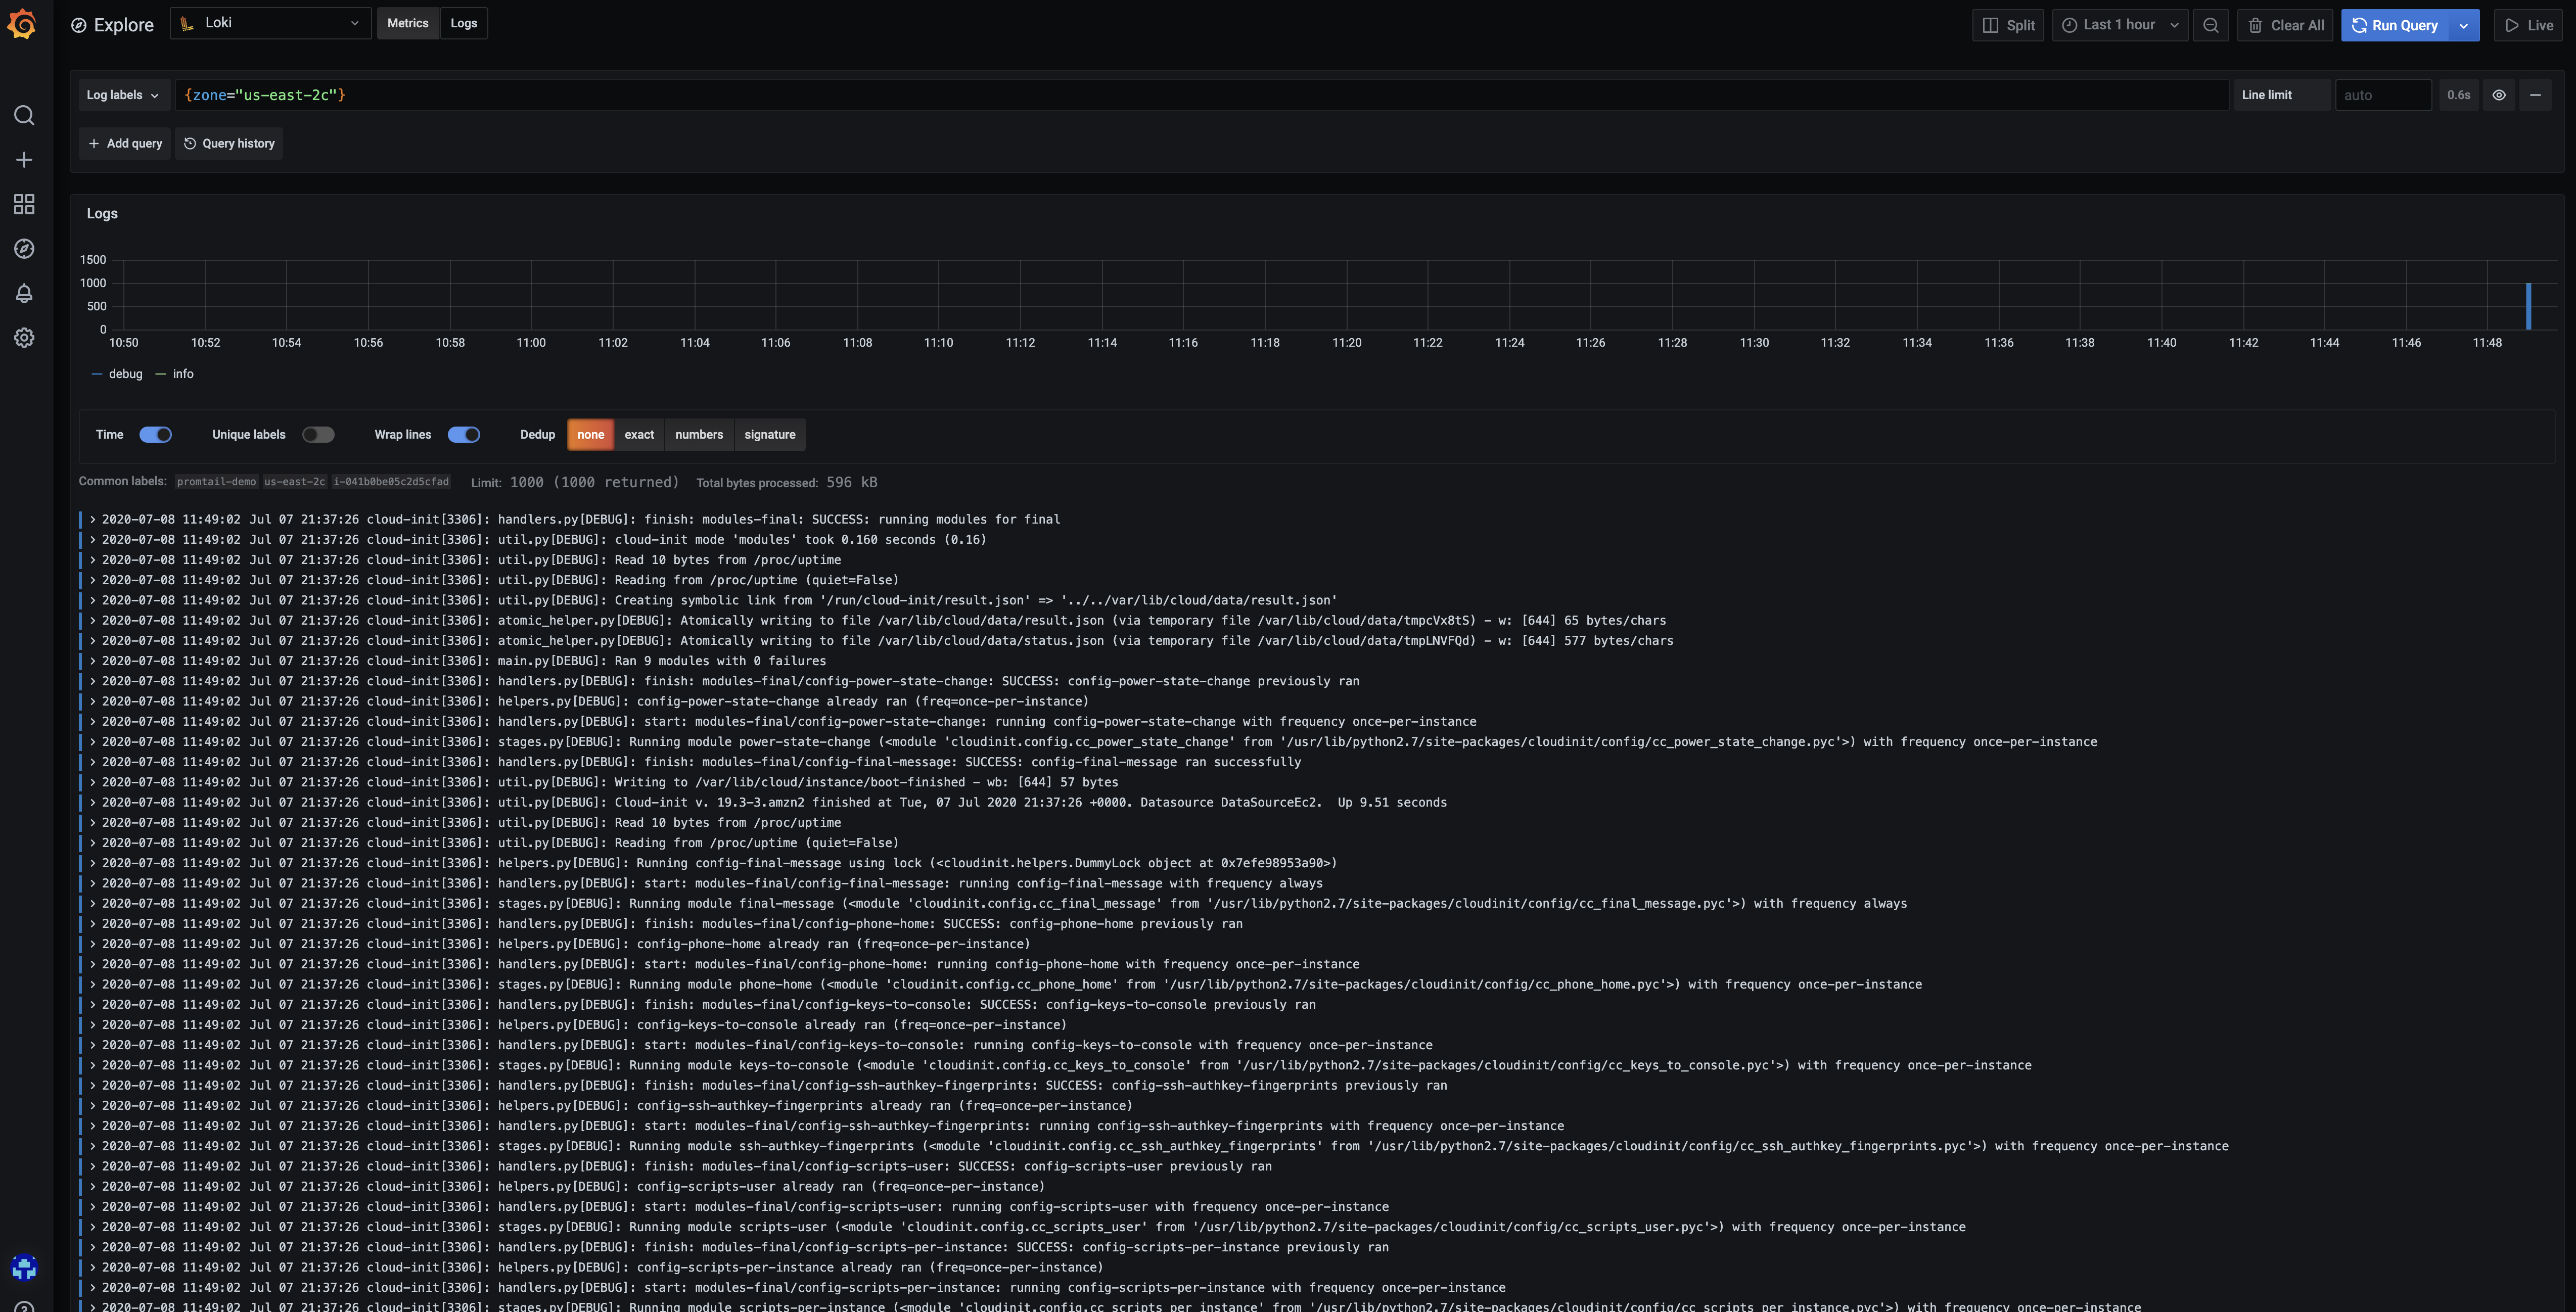 Explore Loki Metrics Logs Split Last 1 hour Clear All Run Query Live
Log labels {zone="us-east-2c"} Line limit auto 0.6s
Add query Query history
Logs
1500
1000
500
0
10:50 10:52 10:54 10:56 10:58 11:00 11:02 11:04 11:06 11:08 11:10 11:12 11:14 11:16 11:18 11:20 11:22 11:24 11:26 11:28 11:30 11:32 11:34 11:36 11:38 11:40 11:42 11:44 11:46 11:48
debug info
Time Unique labels Wrap lines Dedup none exact numbers signature
Common labels: promtail-demo us-east-2c i-041b0be05c2d5cfad Limit: 1000 (1000 returned) Total bytes processed: 596 kB
> 2020-07-08 11:49:02 Jul 07 21:37:26 cloud-init[3306]: handlers.py[DEBUG]: finish: modules-final: SUCCESS: running modules for final
> 2020-07-08 11:49:02 Jul 07 21:37:26 cloud-init[3306]: util.py[DEBUG]: cloud-init mode 'modules' took 0.160 seconds (0.16)
> 2020-07-08 11:49:02 Jul 07 21:37:26 cloud-init[3306]: util.py[DEBUG]: Read 10 bytes from /proc/uptime
> 2020-07-08 11:49:02 Jul 07 21:37:26 cloud-init[3306]: util.py[DEBUG]: Reading from /proc/uptime (quiet=False)
> 2020-07-08 11:49:02 Jul 07 21:37:26 cloud-init[3306]: util.py[DEBUG]: Creating symbolic link from '/run/cloud-init/result.json' => '../../var/lib/cloud/data/result.json'
> 2020-07-08 11:49:02 Jul 07 21:37:26 cloud-init[3306]: atomic_helper.py[DEBUG]: Atomically writing to file /var/lib/cloud/data/result.json (via temporary file /var/lib/cloud/data/tmpcVx8tS) - w: [644] 65 bytes/chars
> 2020-07-08 11:49:02 Jul 07 21:37:26 cloud-init[3306]: atomic_helper.py[DEBUG]: Atomically writing to file /var/lib/cloud/data/status.json (via temporary file /var/lib/cloud/data/tmpLNVFQd) - w: [644] 577 bytes/chars
> 2020-07-08 11:49:02 Jul 07 21:37:26 cloud-init[3306]: main.py[DEBUG]: Ran 9 modules with 0 failures
> 2020-07-08 11:49:02 Jul 07 21:37:26 cloud-init[3306]: handlers.py[DEBUG]: finish: modules-final/config-power-state-change: SUCCESS: config-power-state-change previously ran
> 2020-07-08 11:49:02 Jul 07 21:37:26 cloud-init[3306]: helpers.py[DEBUG]: config-power-state-change already ran (freq=once-per-instance)
> 2020-07-08 11:49:02 Jul 07 21:37:26 cloud-init[3306]: handlers.py[DEBUG]: start: modules-final/config-power-state-change: running config-power-state-change with frequency once-per-instance
> 2020-07-08 11:49:02 Jul 07 21:37:26 cloud-init[3306]: stages.py[DEBUG]: Running module power-state-change (<module 'cloudinit.config.cc_power_state_change' from '/usr/lib/python2.7/site-packages/cloudinit/config/cc_power_state_change.pyc'>) with frequency once-per-instance
> 2020-07-08 11:49:02 Jul 07 21:37:26 cloud-init[3306]: handlers.py[DEBUG]: finish: modules-final/config-final-message: SUCCESS: config-final-message ran successfully
> 2020-07-08 11:49:02 Jul 07 21:37:26 cloud-init[3306]: util.py[DEBUG]: Writing to /var/lib/cloud/instance/boot-finished - wb: [644] 57 bytes
> 2020-07-08 11:49:02 Jul 07 21:37:26 cloud-init[3306]: util.py[DEBUG]: Cloud-init v. 19.3-3.amzn2 finished at Tue, 07 Jul 2020 21:37:26 +0000. Datasource DataSourceEc2.  Up 9.51 seconds
> 2020-07-08 11:49:02 Jul 07 21:37:26 cloud-init[3306]: util.py[DEBUG]: Read 10 bytes from /proc/uptime
> 2020-07-08 11:49:02 Jul 07 21:37:26 cloud-init[3306]: util.py[DEBUG]: Reading from /proc/uptime (quiet=False)
> 2020-07-08 11:49:02 Jul 07 21:37:26 cloud-init[3306]: helpers.py[DEBUG]: Running config-final-message using lock (<cloudinit.helpers.DummyLock object at 0x7efe98953a90>)
> 2020-07-08 11:49:02 Jul 07 21:37:26 cloud-init[3306]: handlers.py[DEBUG]: start: modules-final/config-final-message: running config-final-message with frequency always
> 2020-07-08 11:49:02 Jul 07 21:37:26 cloud-init[3306]: stages.py[DEBUG]: Running module final-message (<module 'cloudinit.config.cc_final_message' from '/usr/lib/python2.7/site-packages/cloudinit/config/cc_final_message.pyc'>) with frequency always
> 2020-07-08 11:49:02 Jul 07 21:37:26 cloud-init[3306]: handlers.py[DEBUG]: finish: modules-final/config-phone-home: SUCCESS: config-phone-home previously ran
> 2020-07-08 11:49:02 Jul 07 21:37:26 cloud-init[3306]: helpers.py[DEBUG]: config-phone-home already ran (freq=once-per-instance)
> 2020-07-08 11:49:02 Jul 07 21:37:26 cloud-init[3306]: handlers.py[DEBUG]: start: modules-final/config-phone-home: running config-phone-home with frequency once-per-instance
> 2020-07-08 11:49:02 Jul 07 21:37:26 cloud-init[3306]: stages.py[DEBUG]: Running module phone-home (<module 'cloudinit.config.cc_phone_home' from '/usr/lib/python2.7/site-packages/cloudinit/config/cc_phone_home.pyc'>) with frequency once-per-instance
> 2020-07-08 11:49:02 Jul 07 21:37:26 cloud-init[3306]: handlers.py[DEBUG]: finish: modules-final/config-keys-to-console: SUCCESS: config-keys-to-console previously ran
> 2020-07-08 11:49:02 Jul 07 21:37:26 cloud-init[3306]: helpers.py[DEBUG]: config-keys-to-console already ran (freq=once-per-instance)
> 2020-07-08 11:49:02 Jul 07 21:37:26 cloud-init[3306]: handlers.py[DEBUG]: start: modules-final/config-keys-to-console: running config-keys-to-console with frequency once-per-instance
> 2020-07-08 11:49:02 Jul 07 21:37:26 cloud-init[3306]: stages.py[DEBUG]: Running module keys-to-console (<module 'cloudinit.config.cc_keys_to_console' from '/usr/lib/python2.7/site-packages/cloudinit/config/cc_keys_to_console.pyc'>) with frequency once-per-instance
> 2020-07-08 11:49:02 Jul 07 21:37:26 cloud-init[3306]: handlers.py[DEBUG]: finish: modules-final/config-ssh-authkey-fingerprints: SUCCESS: config-ssh-authkey-fingerprints previously ran
> 2020-07-08 11:49:02 Jul 07 21:37:26 cloud-init[3306]: helpers.py[DEBUG]: config-ssh-authkey-fingerprints already ran (freq=once-per-instance)
> 2020-07-08 11:49:02 Jul 07 21:37:26 cloud-init[3306]: handlers.py[DEBUG]: start: modules-final/config-ssh-authkey-fingerprints: running config-ssh-authkey-fingerprints with frequency once-per-instance
> 2020-07-08 11:49:02 Jul 07 21:37:26 cloud-init[3306]: stages.py[DEBUG]: Running module ssh-authkey-fingerprints (<module 'cloudinit.config.cc_ssh_authkey_fingerprints' from '/usr/lib/python2.7/site-packages/cloudinit/config/cc_ssh_authkey_fingerprints.pyc'>) with frequency once-per-instance
> 2020-07-08 11:49:02 Jul 07 21:37:26 cloud-init[3306]: handlers.py[DEBUG]: finish: modules-final/config-scripts-user: SUCCESS: config-scripts-user previously ran
> 2020-07-08 11:49:02 Jul 07 21:37:26 cloud-init[3306]: helpers.py[DEBUG]: config-scripts-user already ran (freq=once-per-instance)
> 2020-07-08 11:49:02 Jul 07 21:37:26 cloud-init[3306]: handlers.py[DEBUG]: start: modules-final/config-scripts-user: running config-scripts-user with frequency once-per-instance
> 2020-07-08 11:49:02 Jul 07 21:37:26 cloud-init[3306]: stages.py[DEBUG]: Running module scripts-user (<module 'cloudinit.config.cc_scripts_user' from '/usr/lib/python2.7/site-packages/cloudinit/config/cc_scripts_user.pyc'>) with frequency once-per-instance
> 2020-07-08 11:49:02 Jul 07 21:37:26 cloud-init[3306]: handlers.py[DEBUG]: finish: modules-final/config-scripts-per-instance: SUCCESS: config-scripts-per-instance previously ran
> 2020-07-08 11:49:02 Jul 07 21:37:26 cloud-init[3306]: helpers.py[DEBUG]: config-scripts-per-instance already ran (freq=once-per-instance)
> 2020-07-08 11:49:02 Jul 07 21:37:26 cloud-init[3306]: handlers.py[DEBUG]: start: modules-final/config-scripts-per-instance: running config-scripts-per-instance with frequency once-per-instance
> 2020-07-08 11:49:02 Jul 07 21:37:26 cloud-init[3306]: stages.py[DEBUG]: Running module scripts-per-instance (<module 'cloudinit.config.cc_scripts_per_instance' from '/usr/lib/python2.7/site-packages/cloudinit/config/cc_scripts_per_instance.pyc'>) with frequency once-per-instance